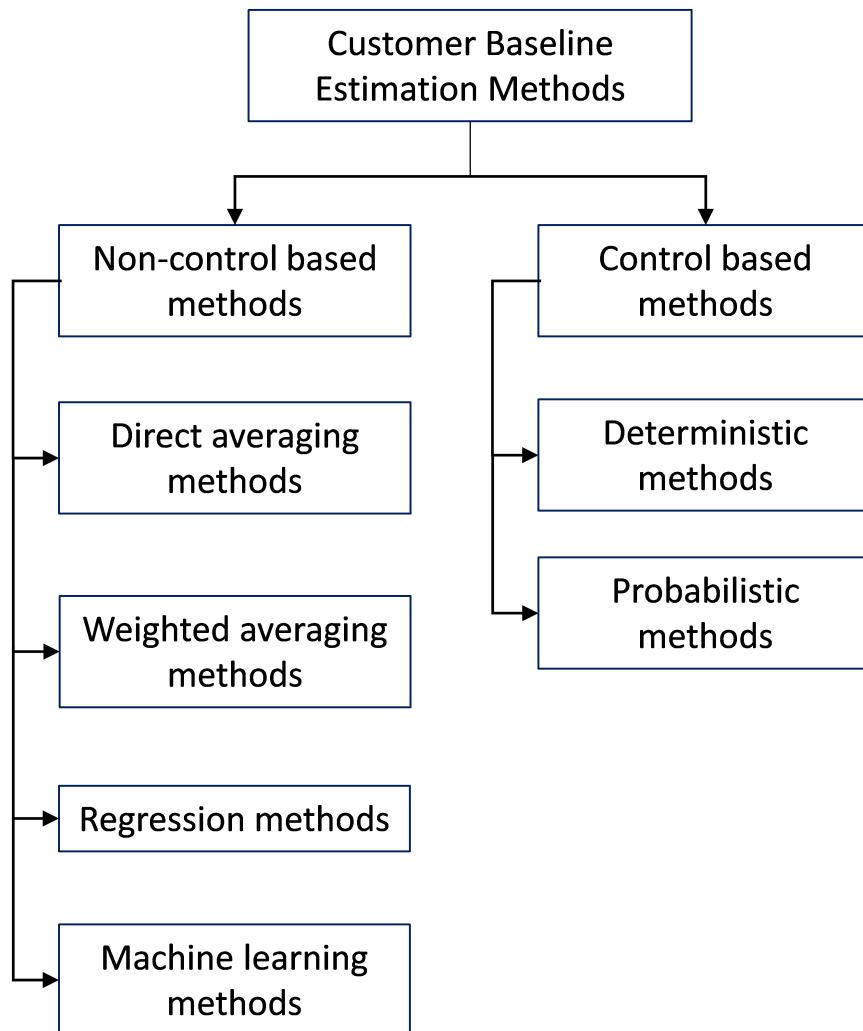 Customer Baseline
Estimation Methods
Non-control based
methods
Control based
methods
Direct averaging
methods
Deterministic
methods
Weighted averaging
methods
Probabilistic
methods
Regression methods
Machine learning
methods